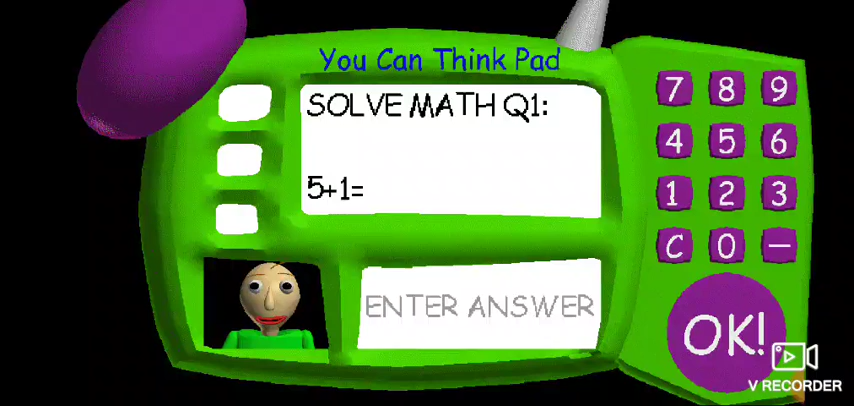 You Can Think Pad
SOLVE MATH Q1:
5+1=
7 8 9
4 5 6
1 2 3
C 0 —
ENTER ANSWER
OK!
V RECORDER